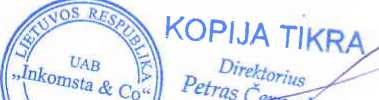 LIETUVOS RESPUBLIKA
UAB
„Inkomsta & Co“
KOPIJA TIKRA
Direktorius
Petras